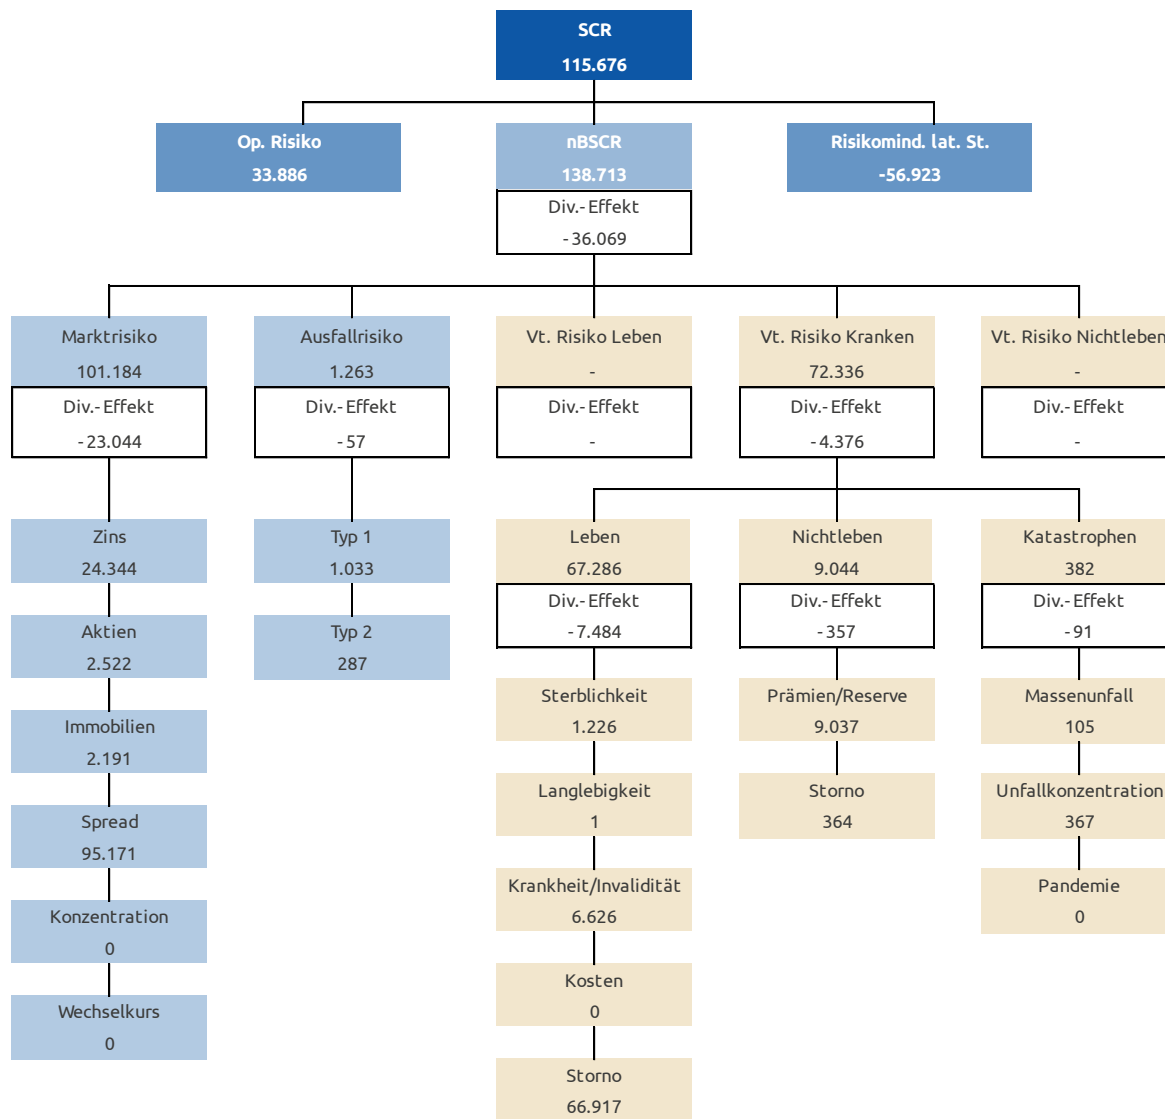 SCR
115.676
Op. Risiko
33.886
nBSCR
138.713
Risikomind. lat. St.
-56.923
Div.-Effekt
-36.069
Marktrisiko
101.184
Div.-Effekt
-23.044
Ausfallrisiko
1.263
Div.-Effekt
-57
Vt. Risiko Leben
-
Div.-Effekt
-
Vt. Risiko Kranken
72.336
Div.-Effekt
-4.376
Vt. Risiko Nichtleben
-
Div.-Effekt
-
Zins
24.344
Aktien
2.522
Immobilien
2.191
Spread
95.171
Konzentration
0
Wechselkurs
0
Typ 1
1.033
Typ 2
287
Leben
67.286
Div.-Effekt
-7.484
Sterblichkeit
1.226
Langlebigkeit
1
Krankheit/Invalidität
6.626
Kosten
0
Storno
66.917
Nichtleben
9.044
Div.-Effekt
-357
Prämien/Reserve
9.037
Storno
364
Katastrophen
382
Div.-Effekt
-91
Massenunfall
105
Unfallkonzentration
367
Pandemie
0